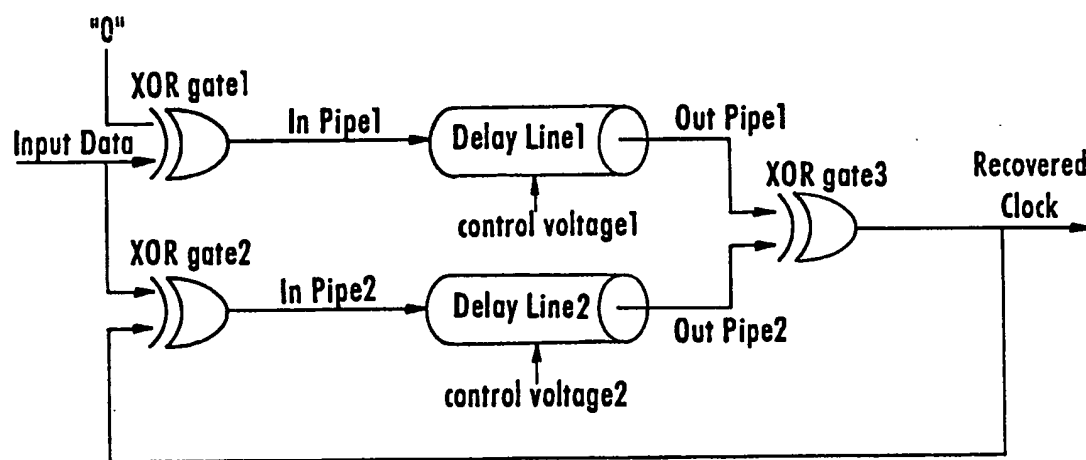 "0"
XOR gate1
Input Data
In Pipe1
Delay Line1
Out Pipe1
control voltage1
XOR gate3
Recovered
Clock
XOR gate2
In Pipe2
Delay Line2
Out Pipe2
control voltage2